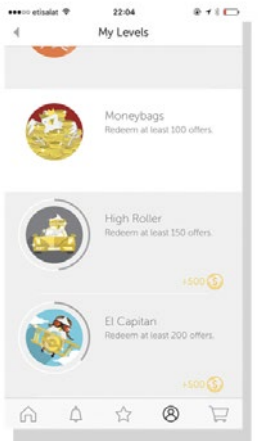 etisalat 22:04
My Levels
Moneybags
Redeem at least 100 offers.
High Roller
Redeem at least 150 offers.
+500
El Capitan
Redeem at least 200 offers.
+500